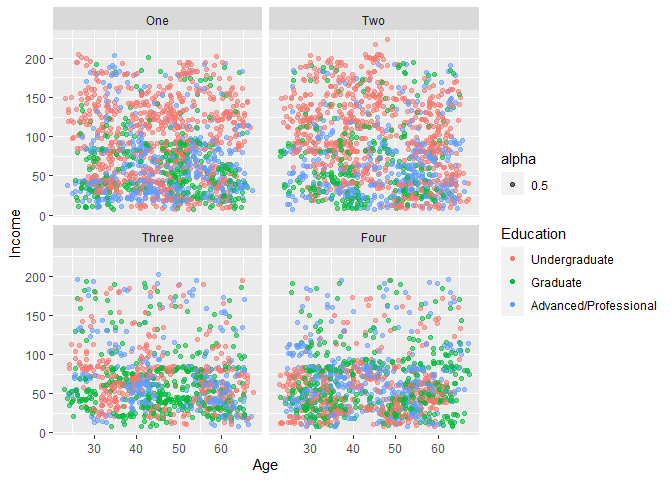 One
Two
200
150
100
50
0
Three
Four
200
150
100
50
0
Income
30
40
50
60
30
40
50
60
Age
alpha
0.5
Education
Undergraduate
Graduate
Advanced/Professional